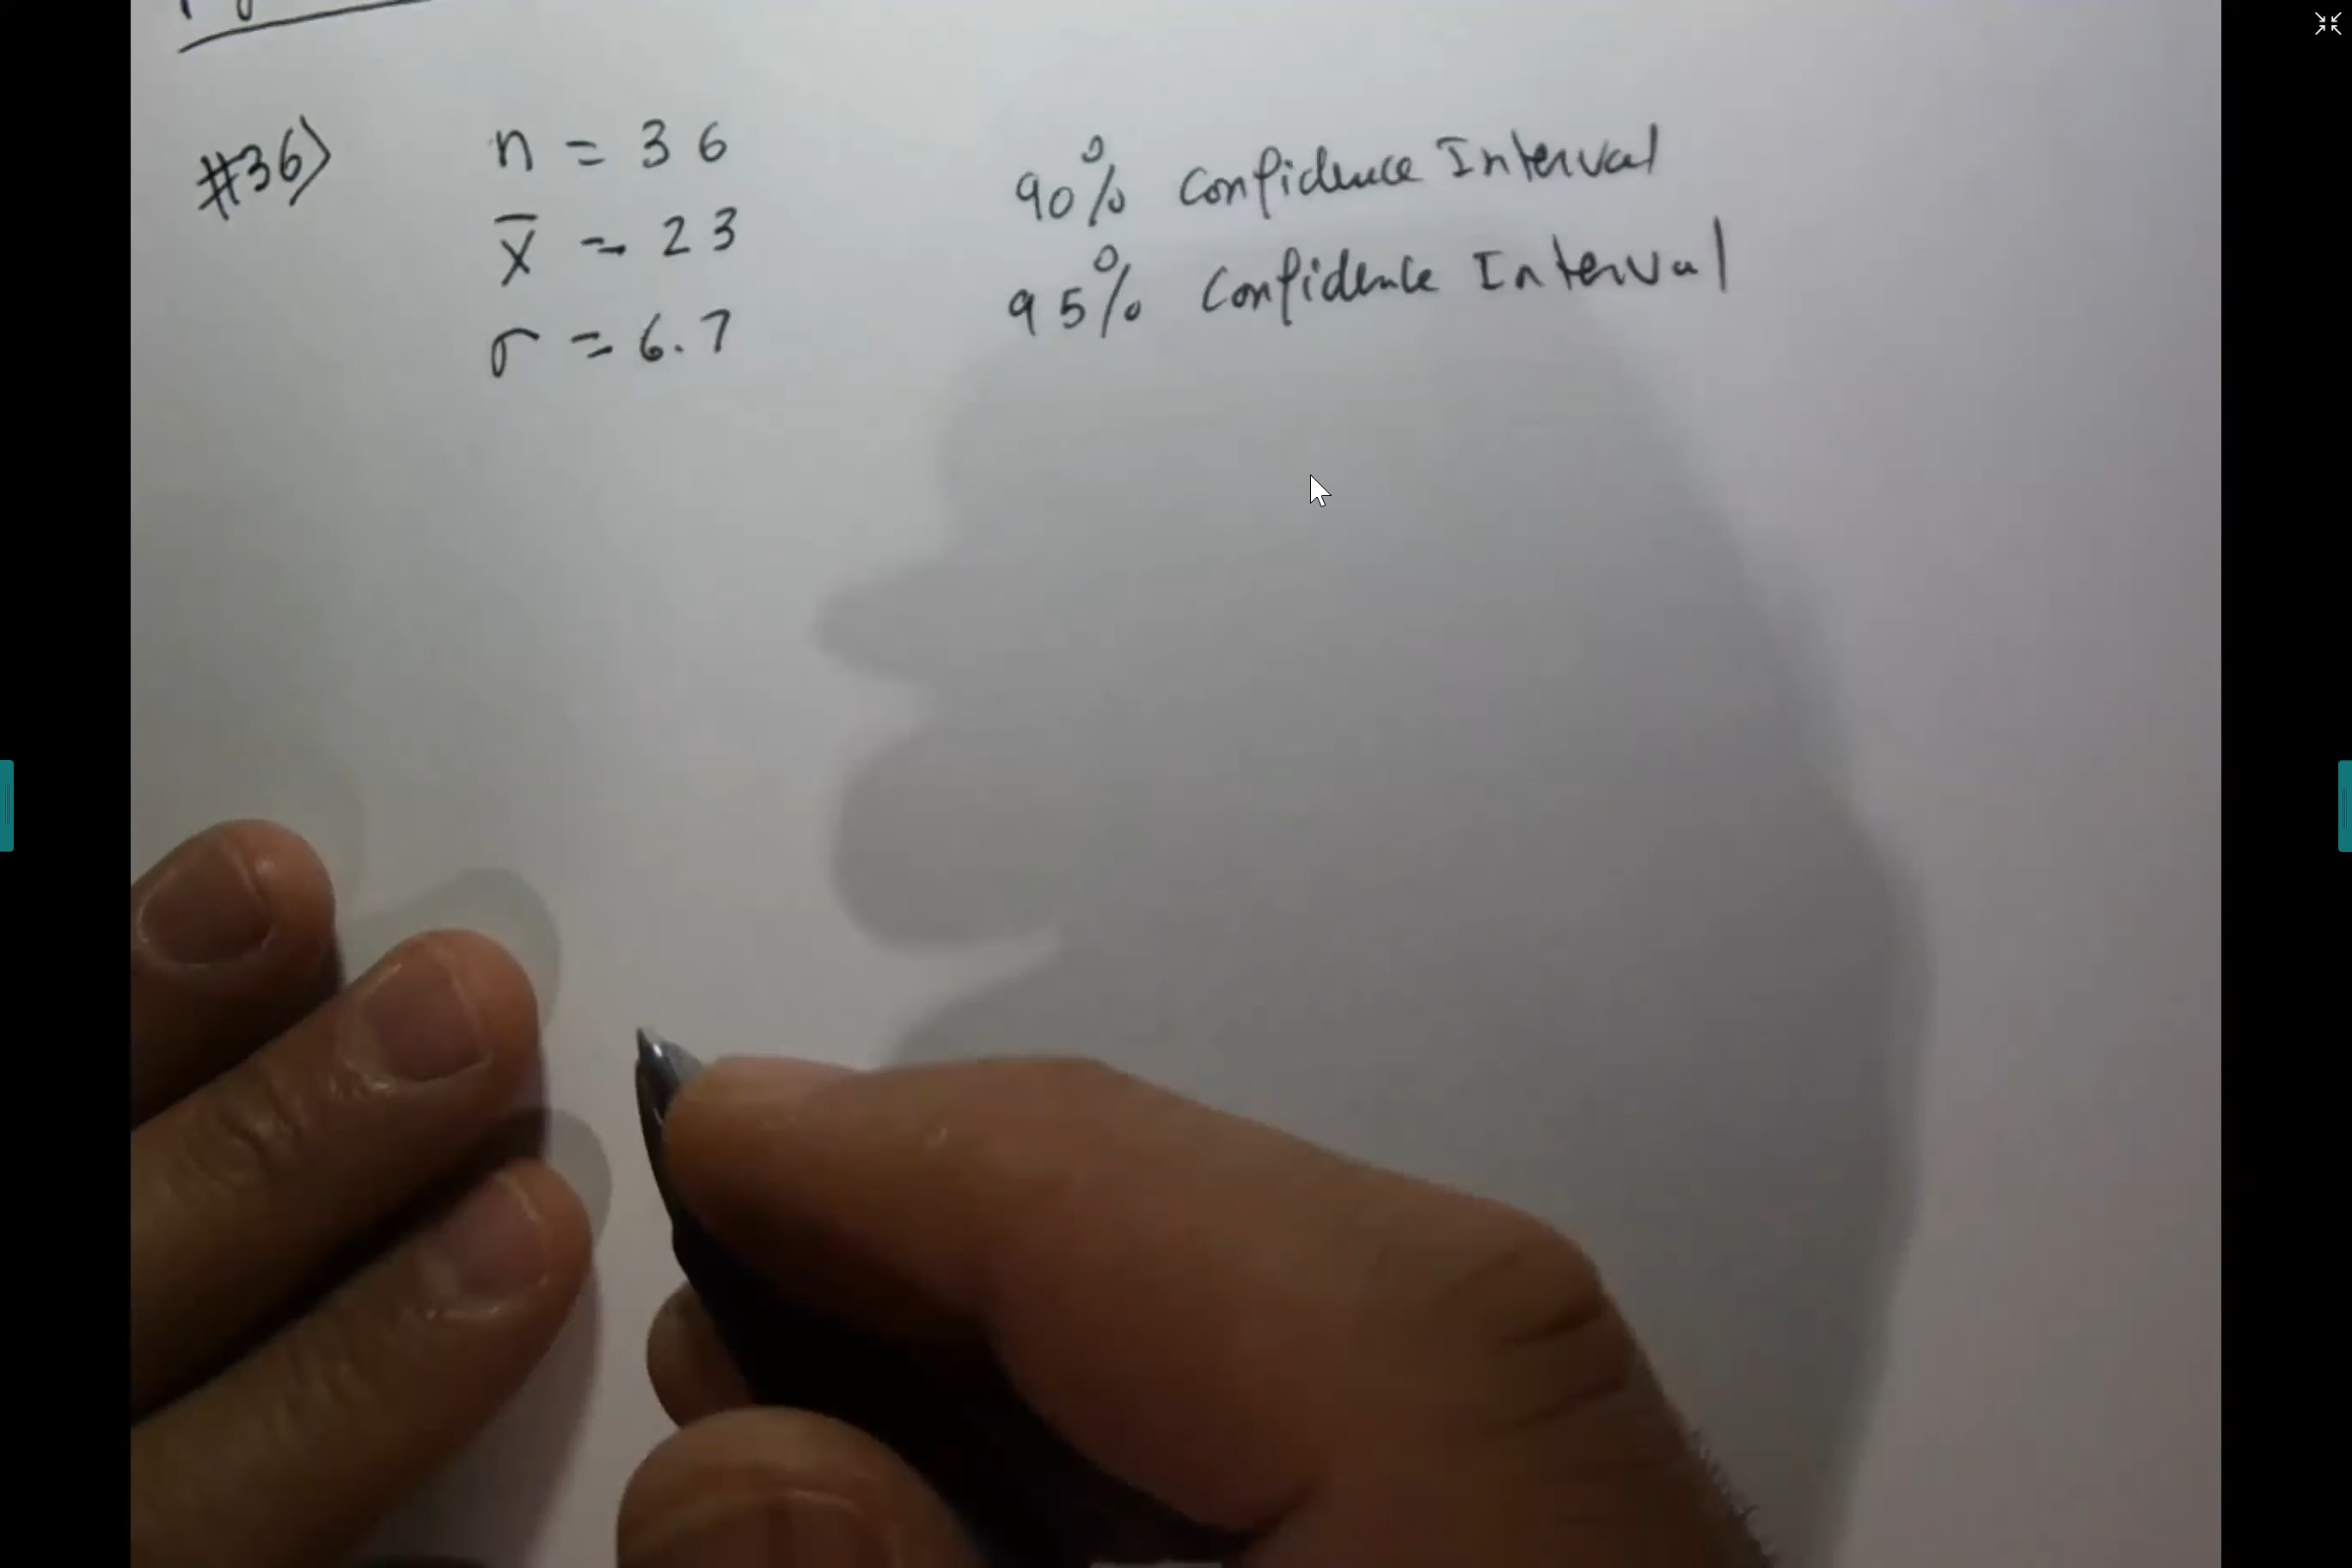 #36) n = 36 90% Confidence Interval
x̄ = 23 95% Confidence Interval
σ = 6.7